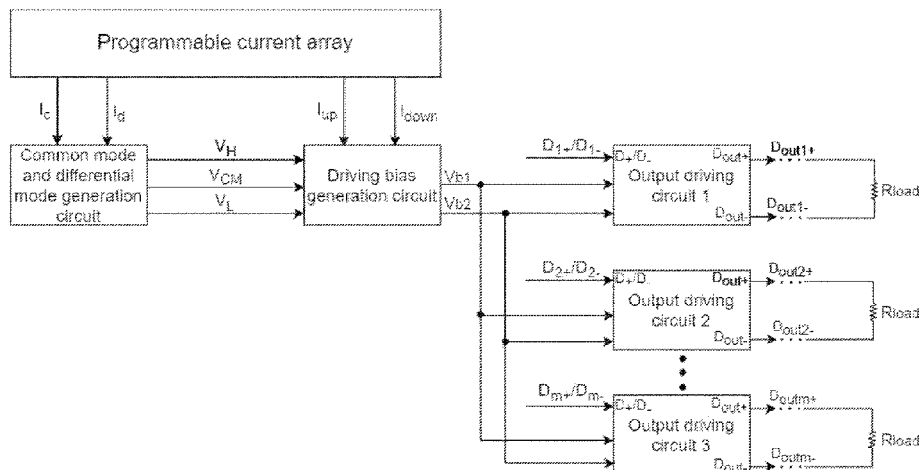 Programmable current array
Ic
Id
Iup
Idown
Common mode
and differential
mode generation
circuit
VH
VCM
VL
Driving bias
generation circuit
Vb1
Vb2
D1+/D1-
D+/D-
Output driving
circuit 1
Dout+
Dout-
Dout1+
Dout1-
Rload
D2+/D2-
D+/D-
Output driving
circuit 2
Dout+
Dout-
Dout2+
Dout2-
Rload
Dm+/Dm-
D+/D-
Output driving
circuit 3
Dout+
Dout-
Doutm+
Doutm-
Rload